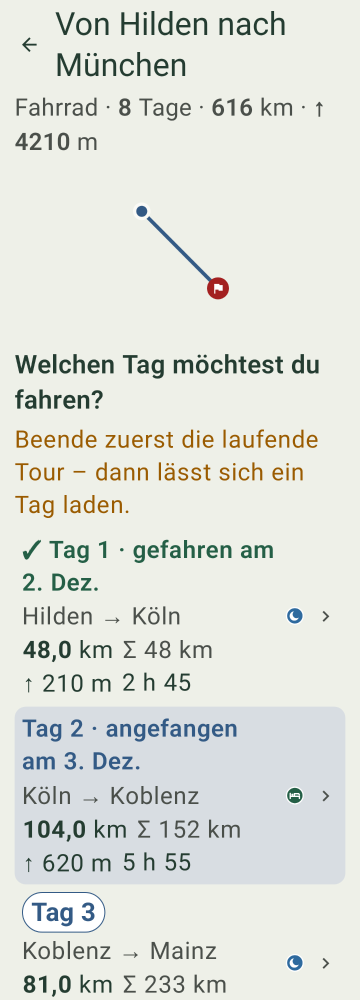 ← Von Hilden nach
München
Fahrrad · 8 Tage · 616 km · ↑
4210 m
Welchen Tag möchtest du
fahren?
Beende zuerst die laufende
Tour – dann lässt sich ein
Tag laden.
✓ Tag 1 · gefahren am
2. Dez.
Hilden → Köln
48,0 km Σ 48 km
↑ 210 m 2 h 45
Tag 2 · angefangen
am 3. Dez.
Köln → Koblenz
104,0 km Σ 152 km
↑ 620 m 5 h 55
Tag 3
Koblenz → Mainz
81,0 km Σ 233 km